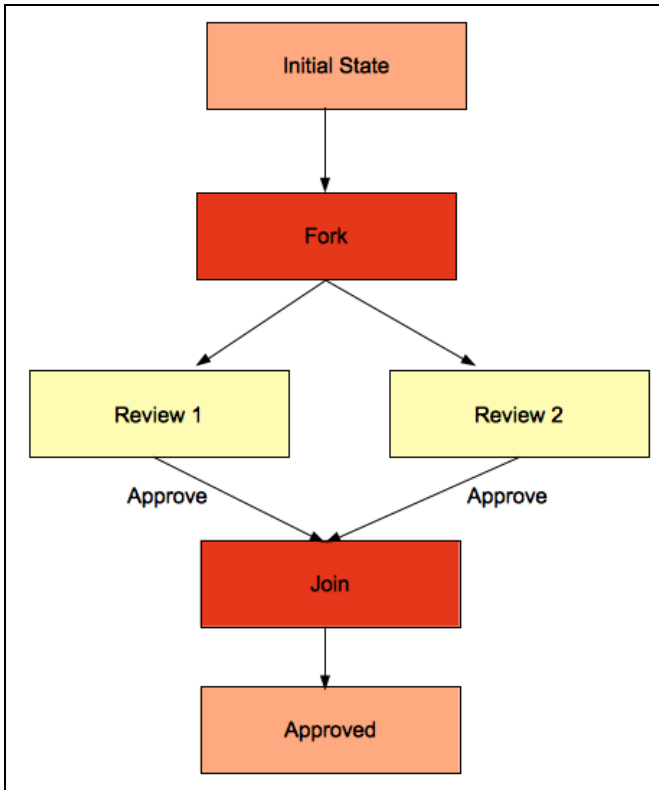 Initial State
Fork
Review 1
Review 2
Approve
Approve
Join
Approved